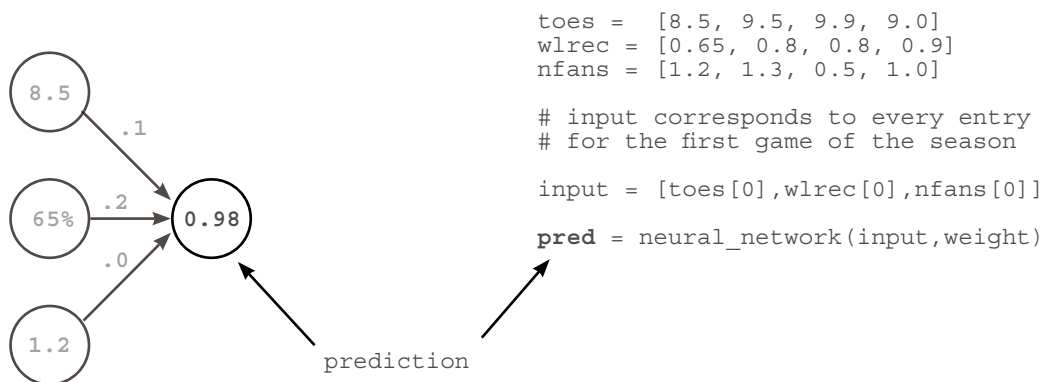 8.5
.1
65%
.2
0.98
.0
1.2
prediction
toes =  [8.5, 9.5, 9.9, 9.0]
wlrec = [0.65, 0.8, 0.8, 0.9]
nfans = [1.2, 1.3, 0.5, 1.0]
# input corresponds to every entry
# for the first game of the season
input = [toes[0],wlrec[0],nfans[0]]
pred = neural_network(input,weight)